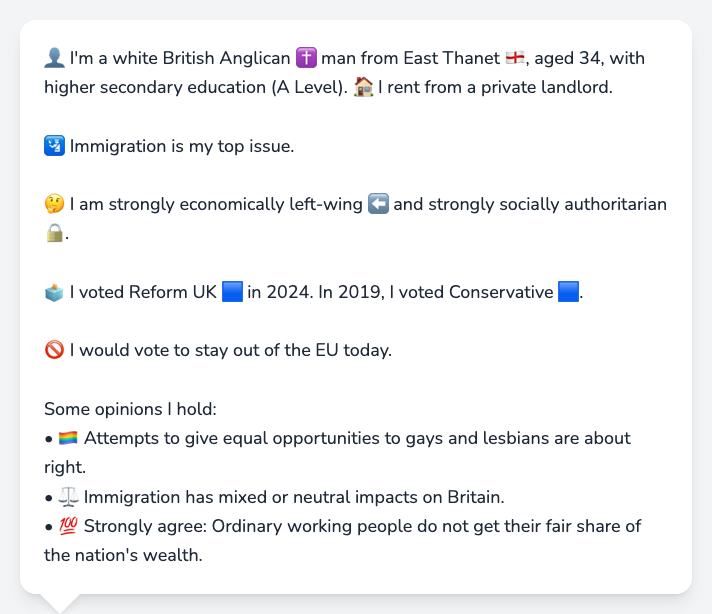 👤 I'm a white British Anglican ✝️ man from East Thanet 🏴󠁧󠁢󠁥󠁮󠁧󠁿, aged 34, with
higher secondary education (A Level). 🏠 I rent from a private landlord.
🛂 Immigration is my top issue.
🤔 I am strongly economically left-wing ⬅️ and strongly socially authoritarian
🔒.
🗳️ I voted Reform UK 🟦 in 2024. In 2019, I voted Conservative 🟦.
🚫 I would vote to stay out of the EU today.
Some opinions I hold:
• 🏳️‍🌈 Attempts to give equal opportunities to gays and lesbians are about
right.
• ⚖️ Immigration has mixed or neutral impacts on Britain.
• 💯 Strongly agree: Ordinary working people do not get their fair share of
the nation's wealth.